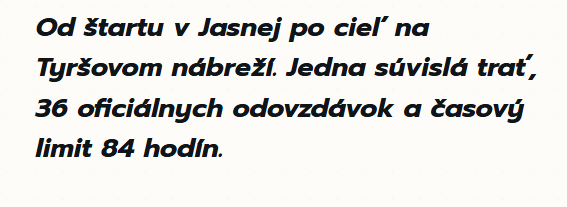 Od štartu v Jasnej po cieľ na
Tyršovom nábreží. Jedna súvislá trať,
36 oficiálnych odovzdávok a časový
limit 84 hodín.